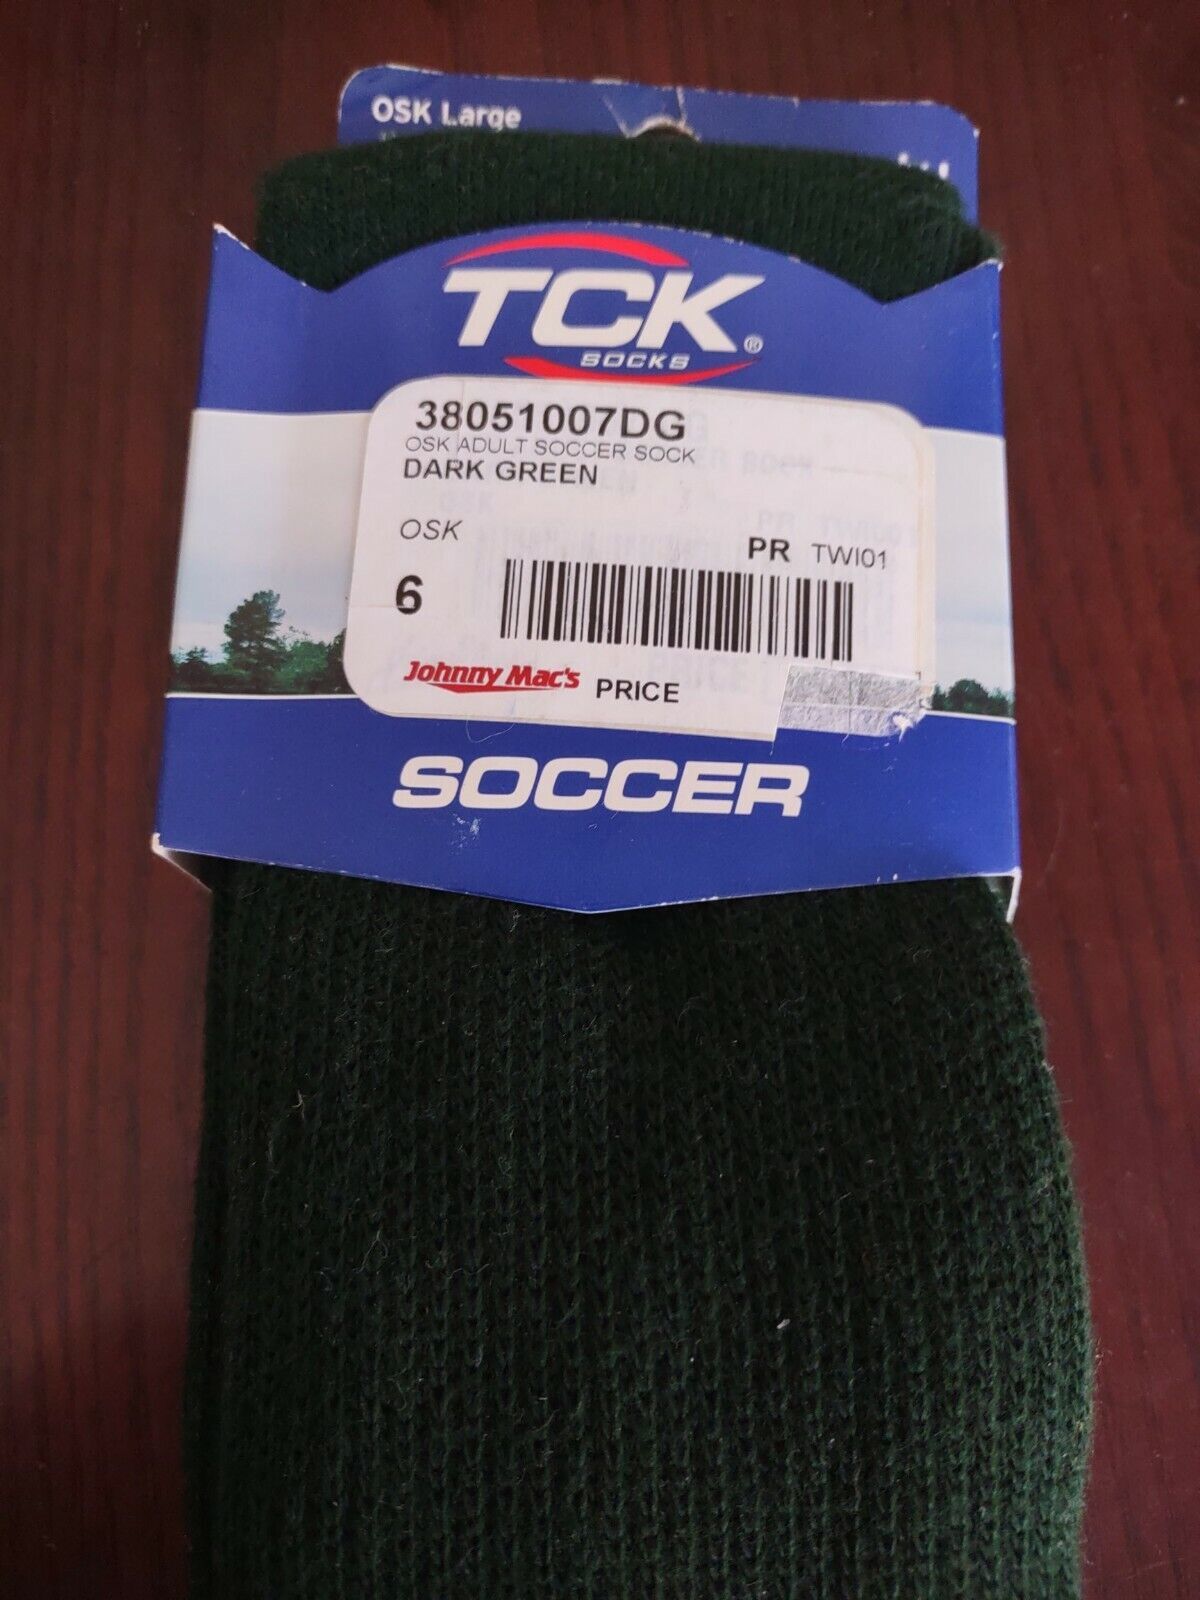 OSK Large
TCK®
SOCKS
38051007DG
OSK ADULT SOCCER SOCK
DARK GREEN
OSK
PR TWI01
6
Johnny Mac's PRICE
SOCCER